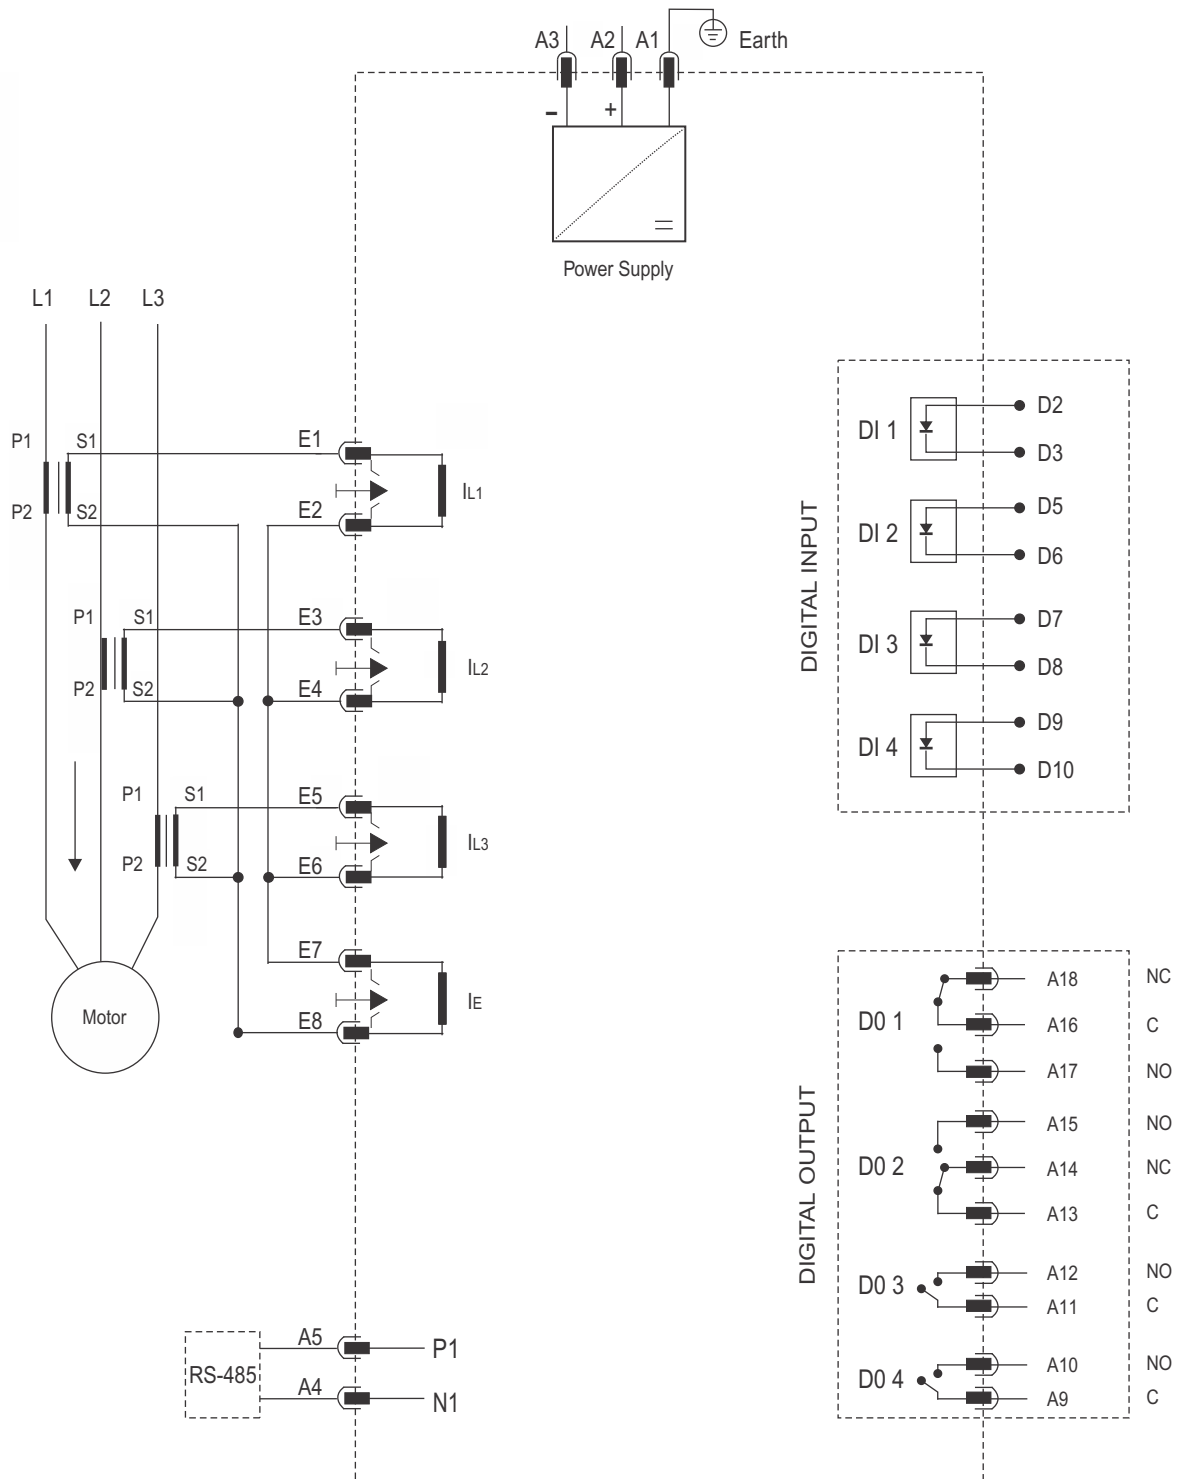 A3 A2 A1 Earth
- +
Power Supply
L1 L2 L3
P1 S1 E1
IL1
P2 S2 E2
P1 S1 E3
IL2
P2 S2 E4
P1 S1 E5
IL3
P2 S2 E6
E7
IE
E8
Motor
RS-485
A5 P1
A4 N1
DIGITAL INPUT
DI 1
D2
D3
DI 2
D5
D6
DI 3
D7
D8
DI 4
D9
D10
DIGITAL OUTPUT
D0 1
A18 NC
A16 C
A17 NO
D0 2
A15 NO
A14 NC
A13 C
D0 3
A12 NO
A11 C
D0 4
A10 NO
A9 C